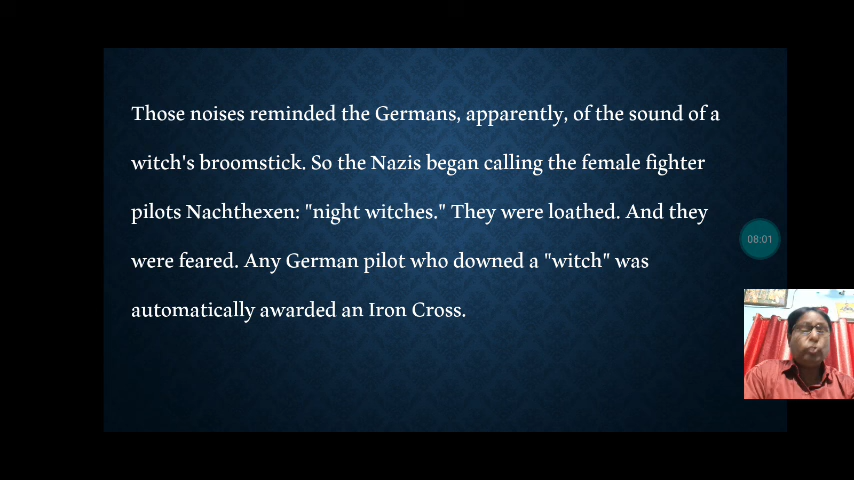 Those noises reminded the Germans, apparently, of the sound of a
witch's broomstick. So the Nazis began calling the female fighter
pilots Nachthexen: "night witches." They were loathed. And they
were feared. Any German pilot who downed a "witch" was
automatically awarded an Iron Cross.
08:01